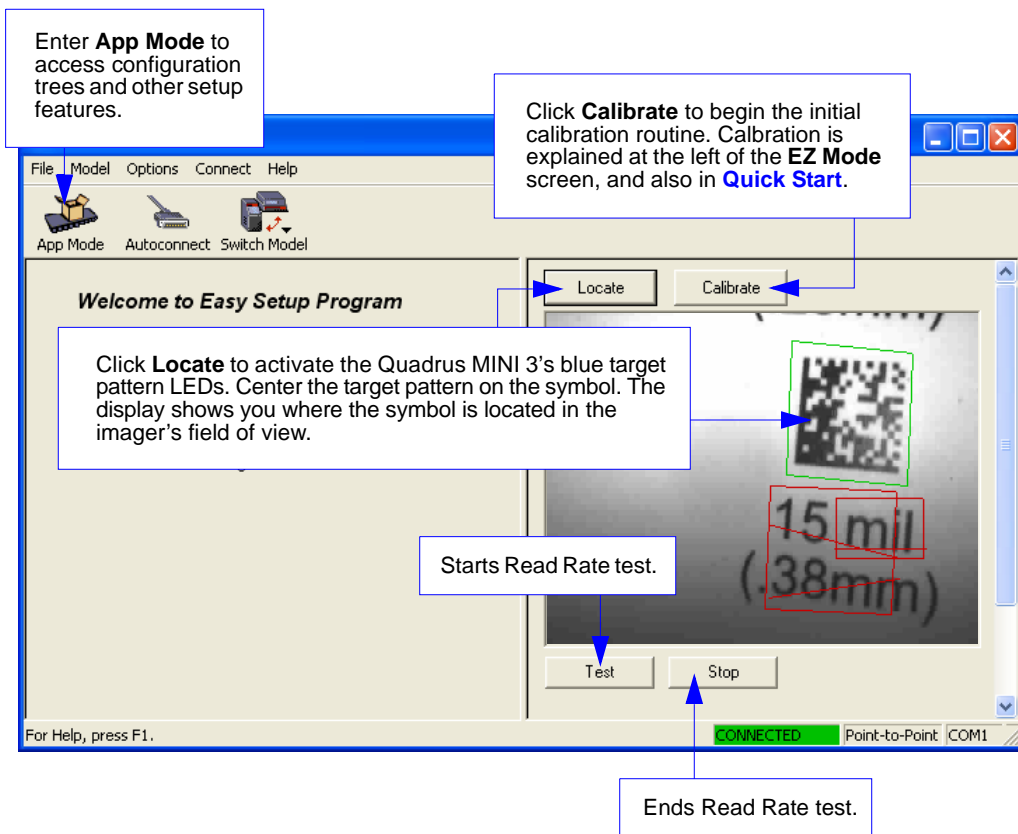 Enter App Mode to
access configuration
trees and other setup
features.
Click Calibrate to begin the initial
calibration routine. Calbration is
explained at the left of the EZ Mode
screen, and also in Quick Start.
File Model Options Connect Help
App Mode Autoconnect Switch Model
Welcome to Easy Setup Program
Locate Calibrate
Click Locate to activate the Quadrus MINI 3’s blue target
pattern LEDs. Center the target pattern on the symbol. The
display shows you where the symbol is located in the
imager’s field of view.
15 mil
(.38mm)
Starts Read Rate test.
Test Stop
For Help, press F1.
CONNECTED Point-to-Point COM1
Ends Read Rate test.